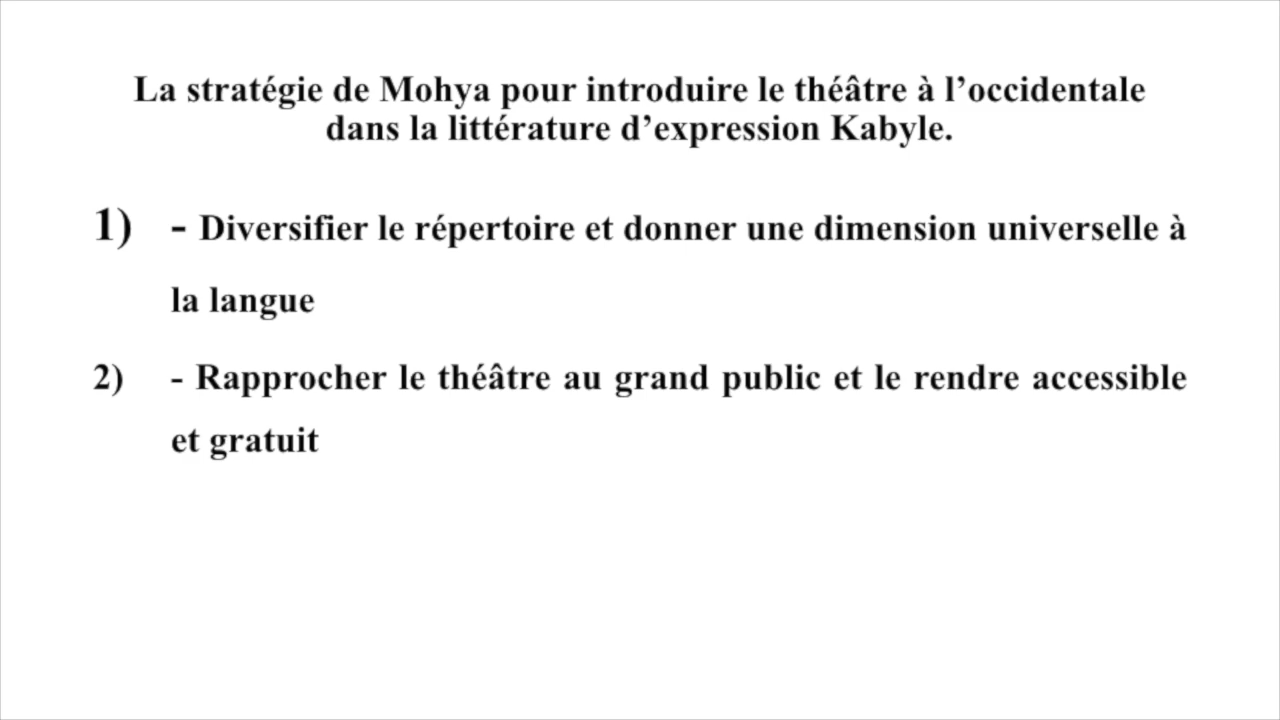 La stratégie de Mohya pour introduire le théâtre à l’occidentale
dans la littérature d’expression Kabyle.
1) - Diversifier le répertoire et donner une dimension universelle à
la langue
2) - Rapprocher le théâtre au grand public et le rendre accessible
et gratuit